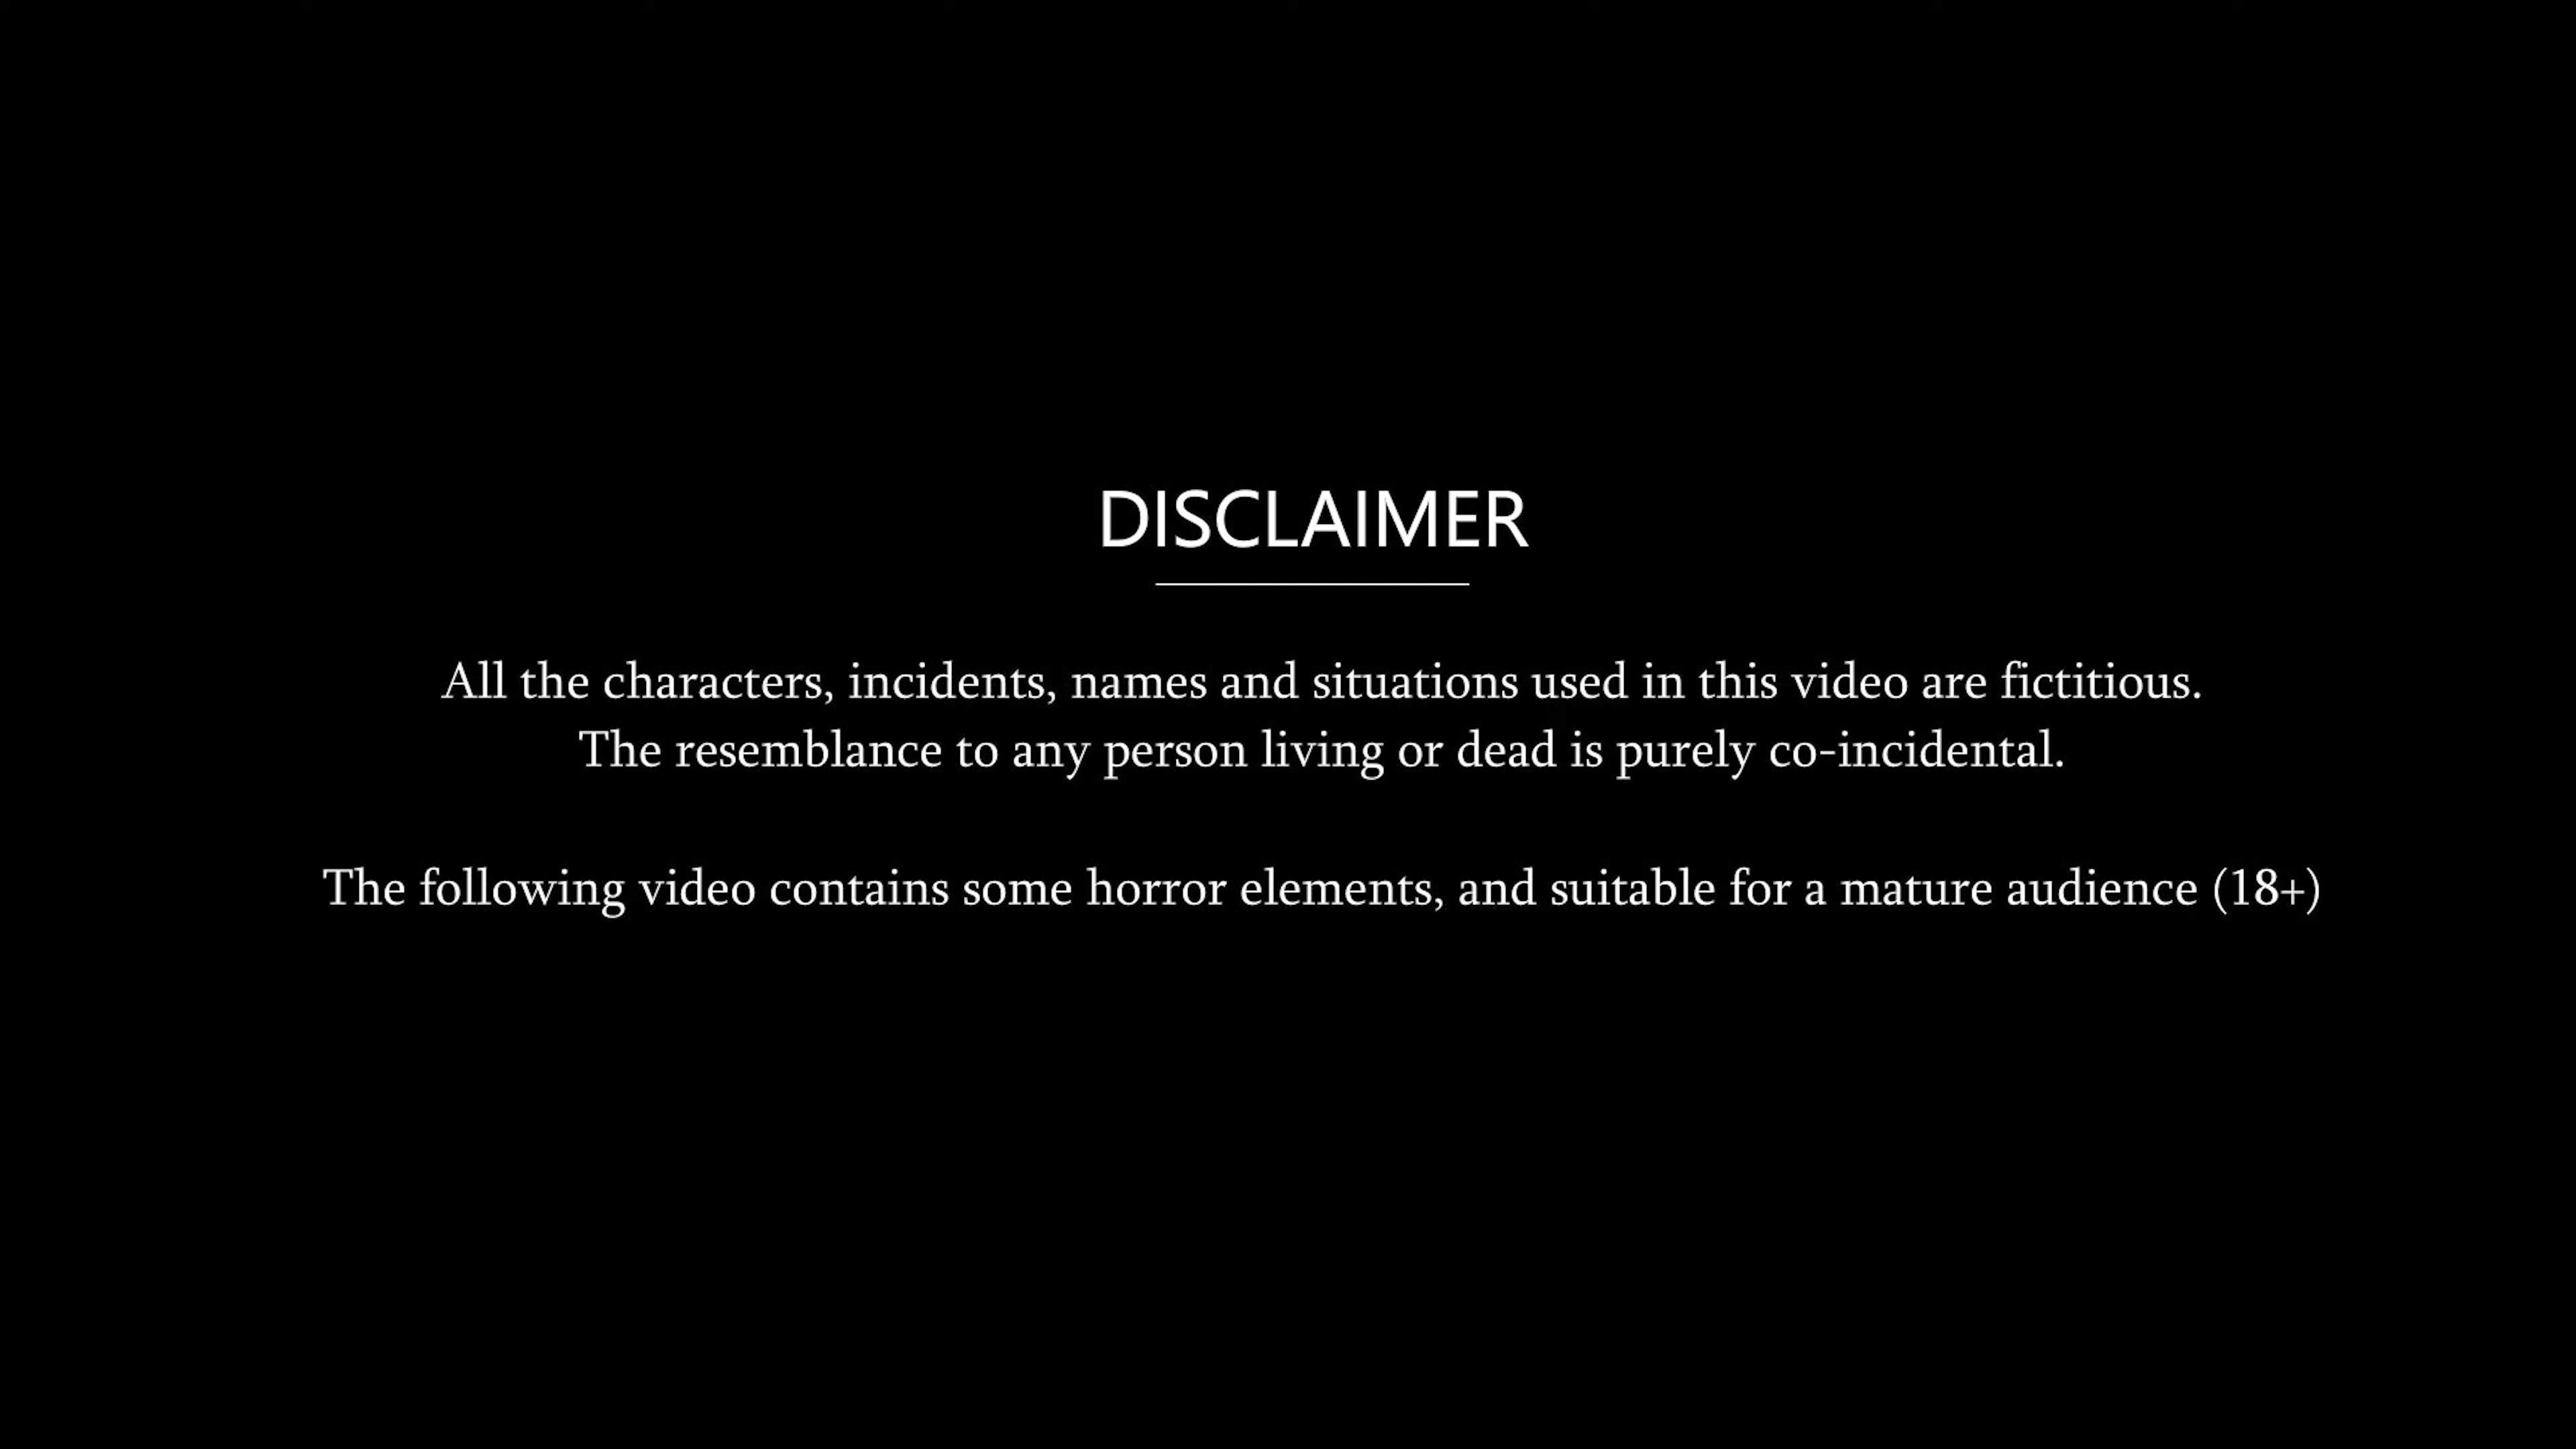 DISCLAIMER
All the characters, incidents, names and situations used in this video are fictitious.
The resemblance to any person living or dead is purely co-incidental.
The following video contains some horror elements, and suitable for a mature audience (18+)